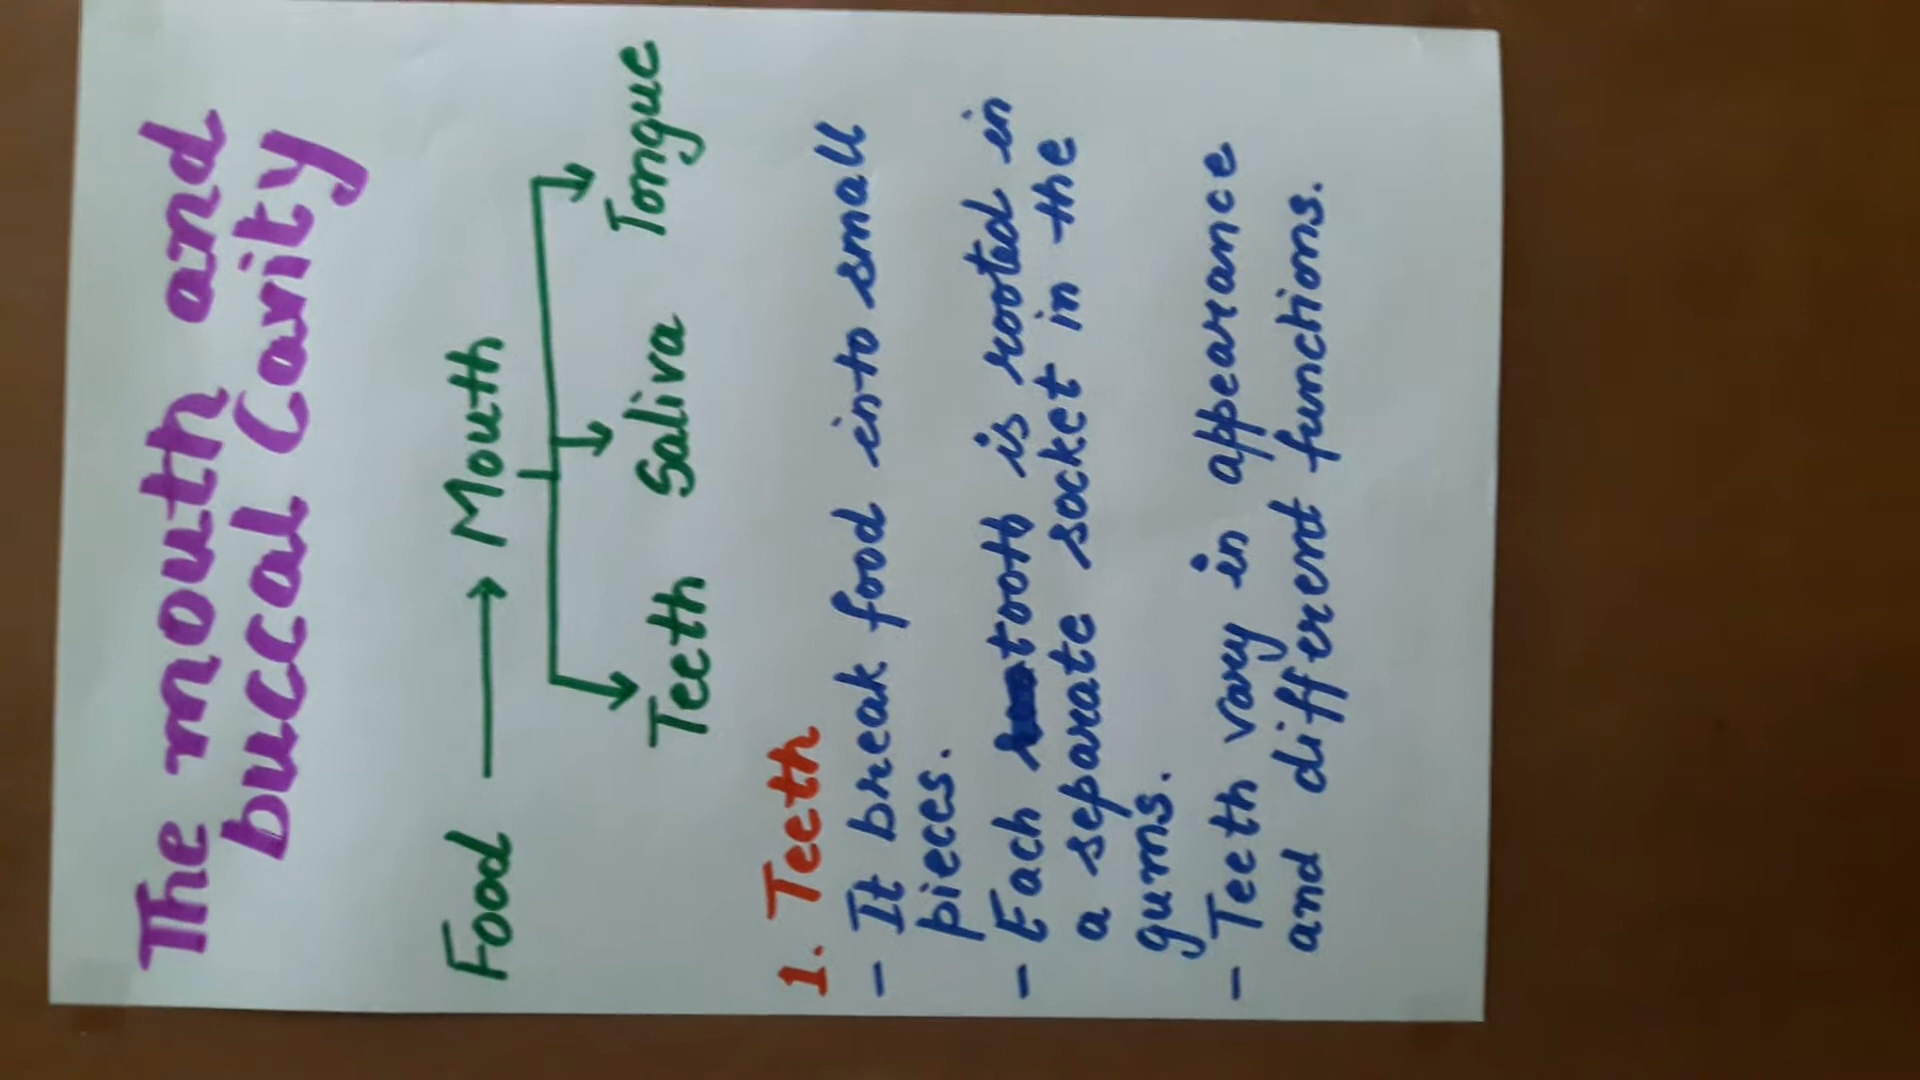 The mouth and
buccal Cavity
Food → Mouth
Teeth Saliva Tongue
1. Teeth
- It break food into small
pieces.
- Each tooth is rooted in
a separate socket in the
gums.
- Teeth vary in appearance
and different functions.